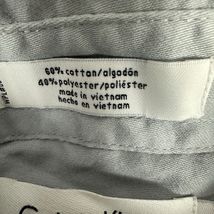 60% cotton/algodón
40% polyester/poliéster
made in vietnam
hecho en vietnam